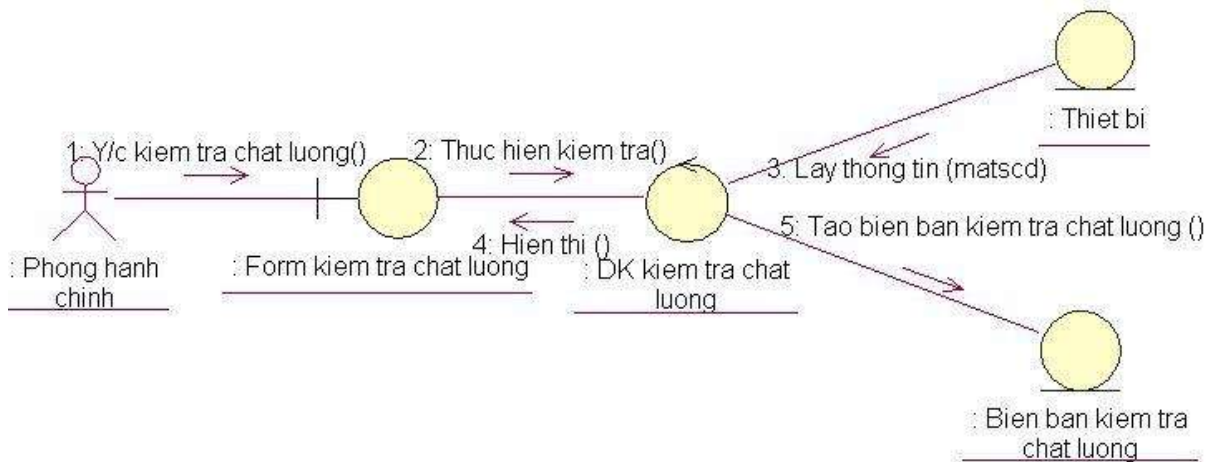 : Thiet bi
1: Y/c kiem tra chat luong()
2: Thuc hien kiem tra()
3: Lay thong tin (matscd)
4: Hien thi ()
5: Tao bien ban kiem tra chat luong ()
: Phong hanh
chinh
: Form kiem tra chat luong
: DK kiem tra chat
luong
: Bien ban kiem tra
chat luong